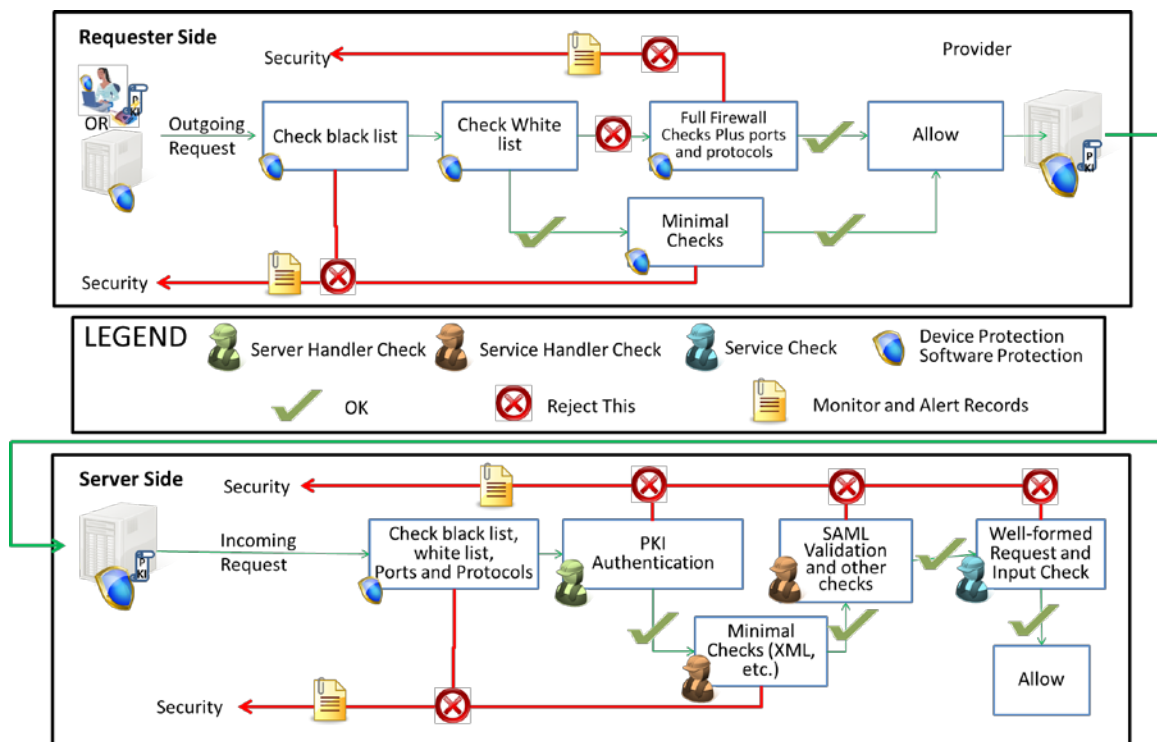 Requester Side
Security
Provider
P
KI
OR
Outgoing
Request
Check black list
Check White
list
Full Firewall
Checks Plus ports
and protocols
Allow
P
KI
Minimal
Checks
Security
LEGEND
Server Handler Check
Service Handler Check
Service Check
Device Protection
Software Protection
OK
Reject This
Monitor and Alert Records
Server Side
Security
P
KI
Incoming
Request
Check black list,
white list,
Ports and Protocols
PKI
Authentication
SAML
Validation
and other
checks
Well-formed
Request and
Input Check
Minimal
Checks (XML,
etc.)
Allow
Security